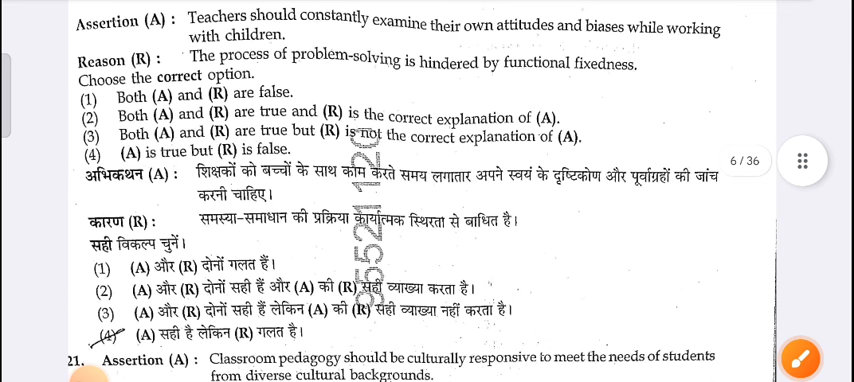 Assertion (A) : Teachers should constantly examine their own attitudes and biases while working
with children.
Reason (R) : The process of problem-solving is hindered by functional fixedness.
Choose the correct option.
(1) Both (A) and (R) are false.
(2) Both (A) and (R) are true and (R) is the correct explanation of (A).
(3) Both (A) and (R) are true but (R) is not the correct explanation of (A).
(4) (A) is true but (R) is false.
6 / 36
अभिकथन (A) : शिक्षकों को बच्चों के साथ काम करते समय लगातार अपने स्वयं के दृष्टिकोण और पूर्वाग्रहों की जांच
करनी चाहिए।
कारण (R) : समस्या-समाधान की प्रक्रिया कार्यात्मक स्थिरता से बाधित है।
सही विकल्प चुनें।
(1) (A) और (R) दोनों गलत हैं।
(2) (A) और (R) दोनों सही हैं और (A) की (R) सही व्याख्या करता है।
(3) (A) और (R) दोनों सही हैं लेकिन (A) की (R) सही व्याख्या नहीं करता है।
(4) (A) सही है लेकिन (R) गलत है।
21. Assertion (A) : Classroom pedagogy should be culturally responsive to meet the needs of students
from diverse cultural backgrounds.